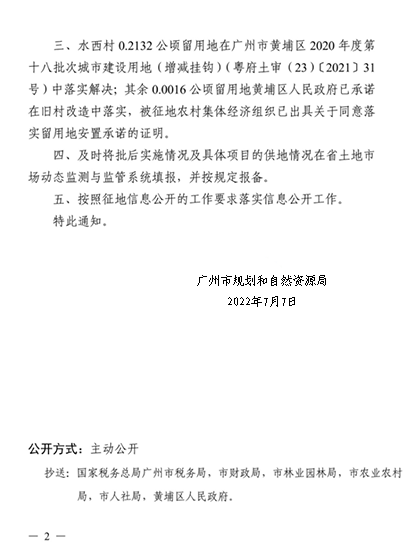 三、水西村 0.2132 公顷留用地在广州市黄埔区 2020 年度第
十八批次城市建设用地（增减挂钩）（粤府土审（23）〔2021〕31
号）中落实解决；其余 0.0016 公顷留用地黄埔区人民政府已承诺
在旧村改造中落实，被征地农村集体经济组织已出具关于同意落
实留用地安置承诺的证明。
四、及时将批后实施情况及具体项目的供地情况在省土地市
场动态监测与监管系统填报，并按规定报备。
五、按照征地信息公开的工作要求落实信息公开工作。
特此通知。
广州市规划和自然资源局
2022年7月7日
公开方式：主动公开
抄送：国家税务总局广州市税务局，市财政局，市林业园林局，市农业农村
局，市人社局，黄埔区人民政府。
— 2 —